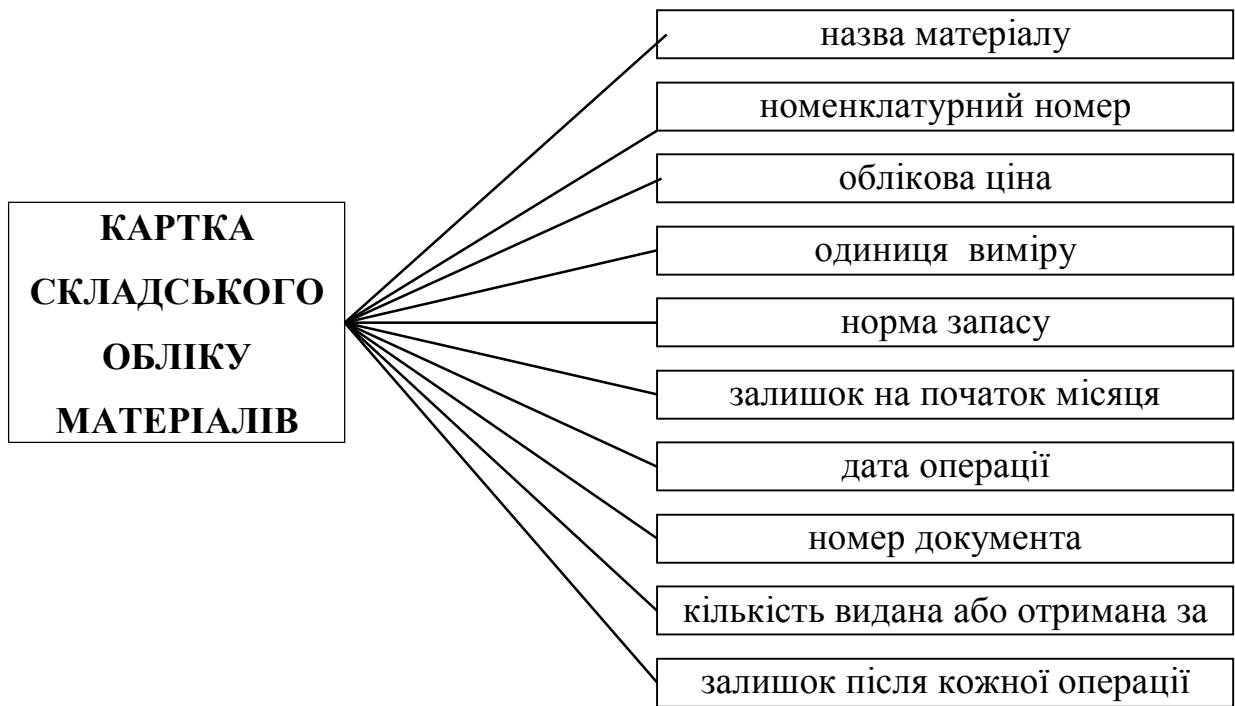 КАРТКА
СКЛАДСЬКОГО
ОБЛІКУ
МАТЕРІАЛІВ
назва матеріалу
номенклатурний номер
облікова ціна
одиниця виміру
норма запасу
залишок на початок місяця
дата операції
номер документа
кількість видана або отримана за
залишок після кожної операції